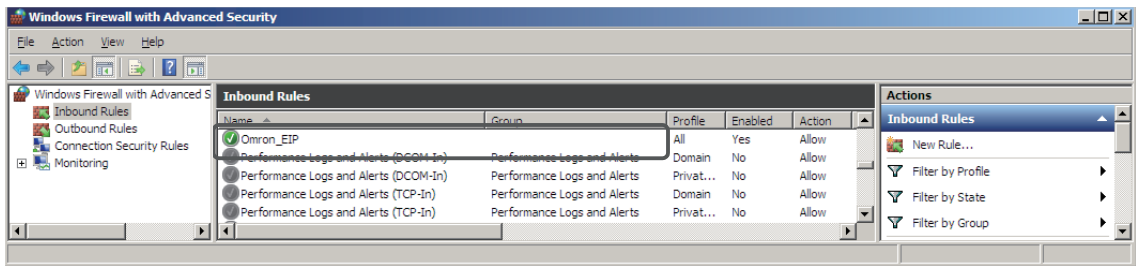 Windows Firewall with Advanced Security
File Action View Help
Windows Firewall with Advanced S
Inbound Rules
Outbound Rules
Connection Security Rules
Monitoring
Inbound Rules
Name Group Profile Enabled Action
Omron_EIP All Yes Allow
Performance Logs and Alerts (DCOM-In) Performance Logs and Alerts Domain No Allow
Performance Logs and Alerts (DCOM-In) Performance Logs and Alerts Privat... No Allow
Performance Logs and Alerts (TCP-In) Performance Logs and Alerts Domain No Allow
Performance Logs and Alerts (TCP-In) Performance Logs and Alerts Privat... No Allow
Actions
Inbound Rules
New Rule...
Filter by Profile
Filter by State
Filter by Group